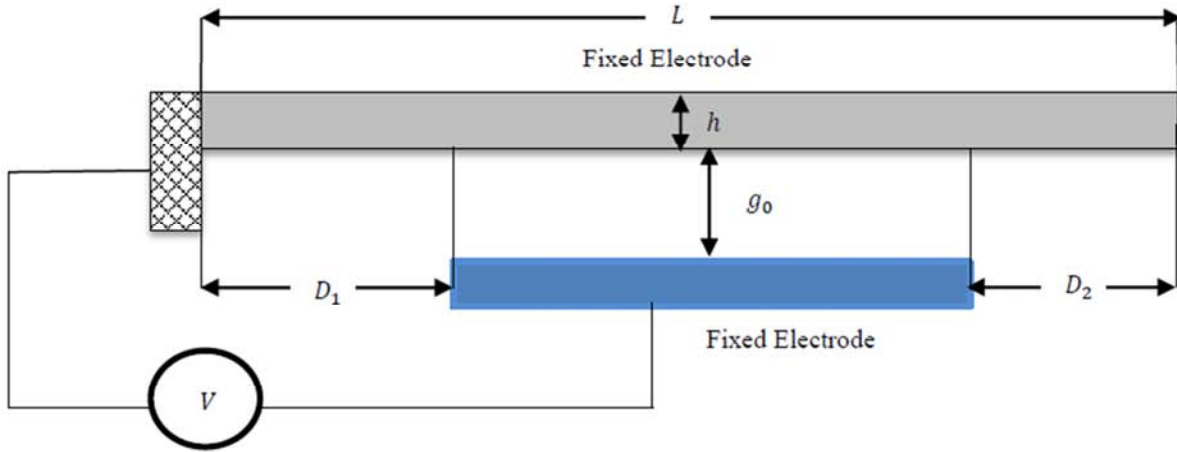 L
Fixed Electrode
h
g₀
D₁
D₂
Fixed Electrode
V